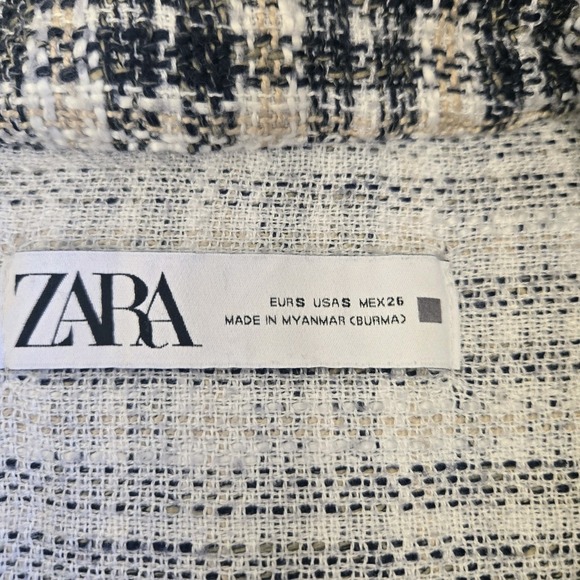 ZARA
EUR S USA S MEX 26
MADE IN MYANMAR (BURMA)